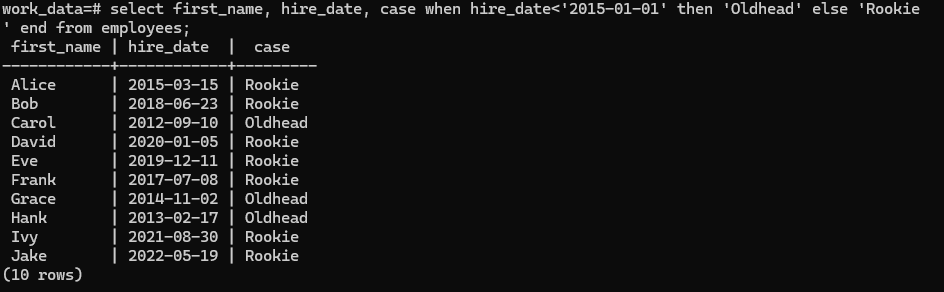 work_data=# select first_name, hire_date, case when hire_date<'2015-01-01' then 'Oldhead' else 'Rookie
' end from employees;
 first_name | hire_date  |  case
------------+------------+---------
 Alice      | 2015-03-15 | Rookie
 Bob        | 2018-06-23 | Rookie
 Carol      | 2012-09-10 | Oldhead
 David      | 2020-01-05 | Rookie
 Eve        | 2019-12-11 | Rookie
 Frank      | 2017-07-08 | Rookie
 Grace      | 2014-11-02 | Oldhead
 Hank       | 2013-02-17 | Oldhead
 Ivy        | 2021-08-30 | Rookie
 Jake       | 2022-05-19 | Rookie
(10 rows)